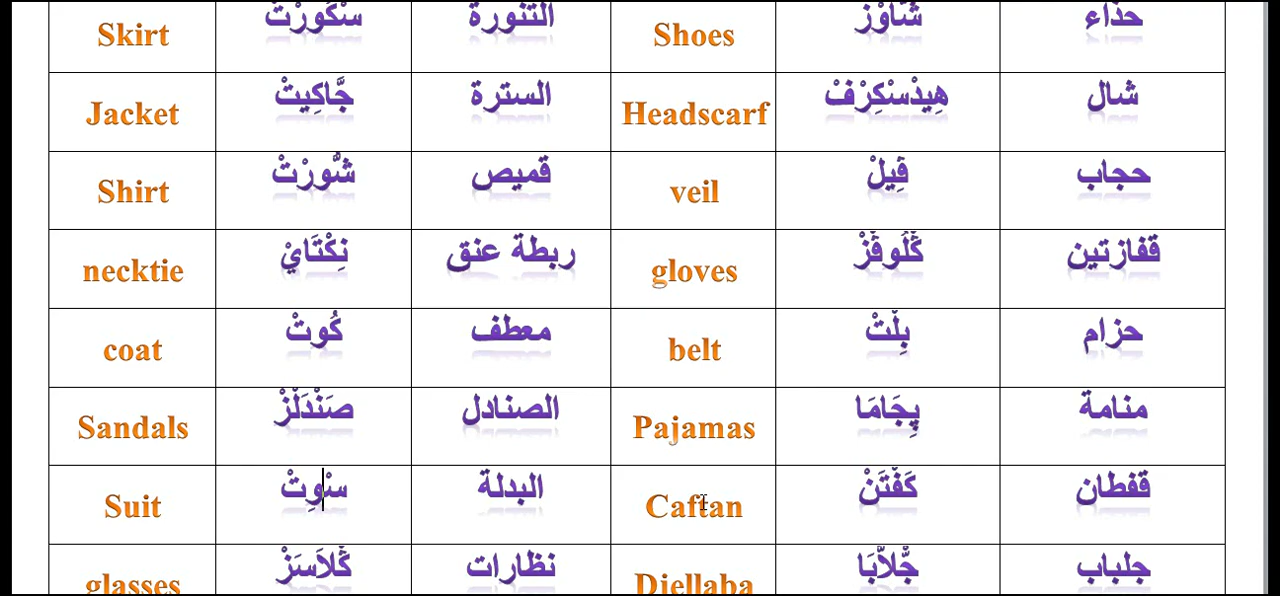 Skirt سْكُورْتْ التنورة Shoes شَّاوْز حذاء
Jacket جَّاكِيتْ السترة Headscarf هِيدْسْكِرْفْ شال
Shirt شُّورْتْ قميص veil ڤِيلْ حجاب
necktie نِكْتَايْ ربطة عنق gloves ڭْلُوڤْزْ قفازتين
coat كُوتْ معطف belt بِلْتْ حزام
Sandals صَنْدَلْزْ الصنادل Pajamas پِجَامَا منامة
Suit سْوِتْ البدلة Caftan كَفْتَنْ قفطان
glasses ڭْلاَسَزْ نظارات Djellaba جَّلاَّبَا جلباب